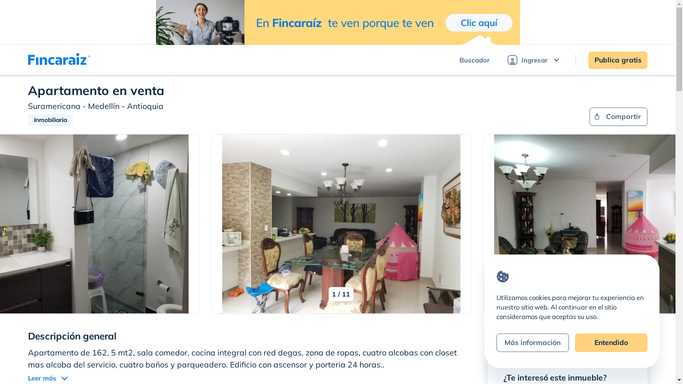 En Fincaraíz te ven porque te ven
Clic aquí
Fincaraíz
Buscador
Ingresar
Publica gratis
Apartamento en venta
Suramericana - Medellín - Antioquia
Inmobiliaria
Compartir
1 / 11
Utilizamos cookies para mejorar tu experiencia en
nuestro sitio web. Al continuar en el sitio
consideramos que aceptas su uso.
Más información
Entendido
Descripción general
Apartamento de 162, 5 mt2, sala comedor, cocina integral con red degas, zona de ropas, cuatro alcobas con closet
mas alcoba del servicio, cuatro baños y parqueadero. Edificio con ascensor y porteria 24 horas..
Leer más
¿Te interesó este inmueble?